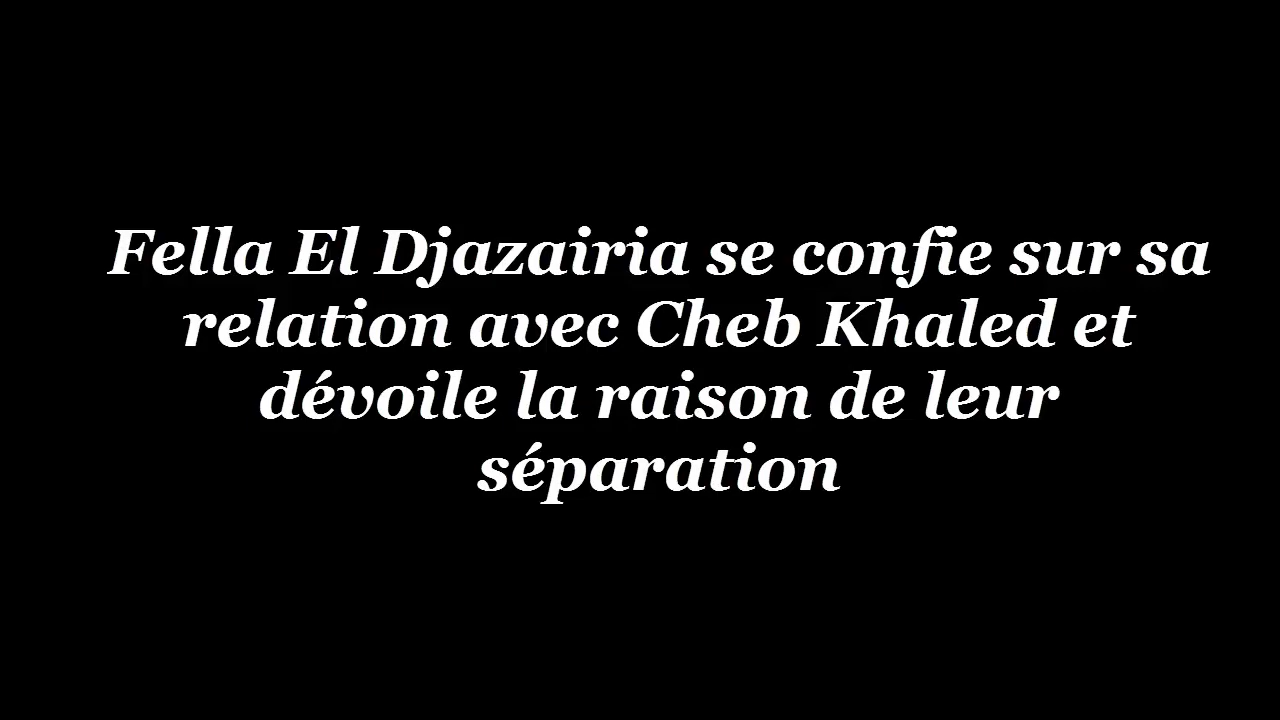 Fella El Djazairia se confie sur sa
relation avec Cheb Khaled et
dévoile la raison de leur
séparation